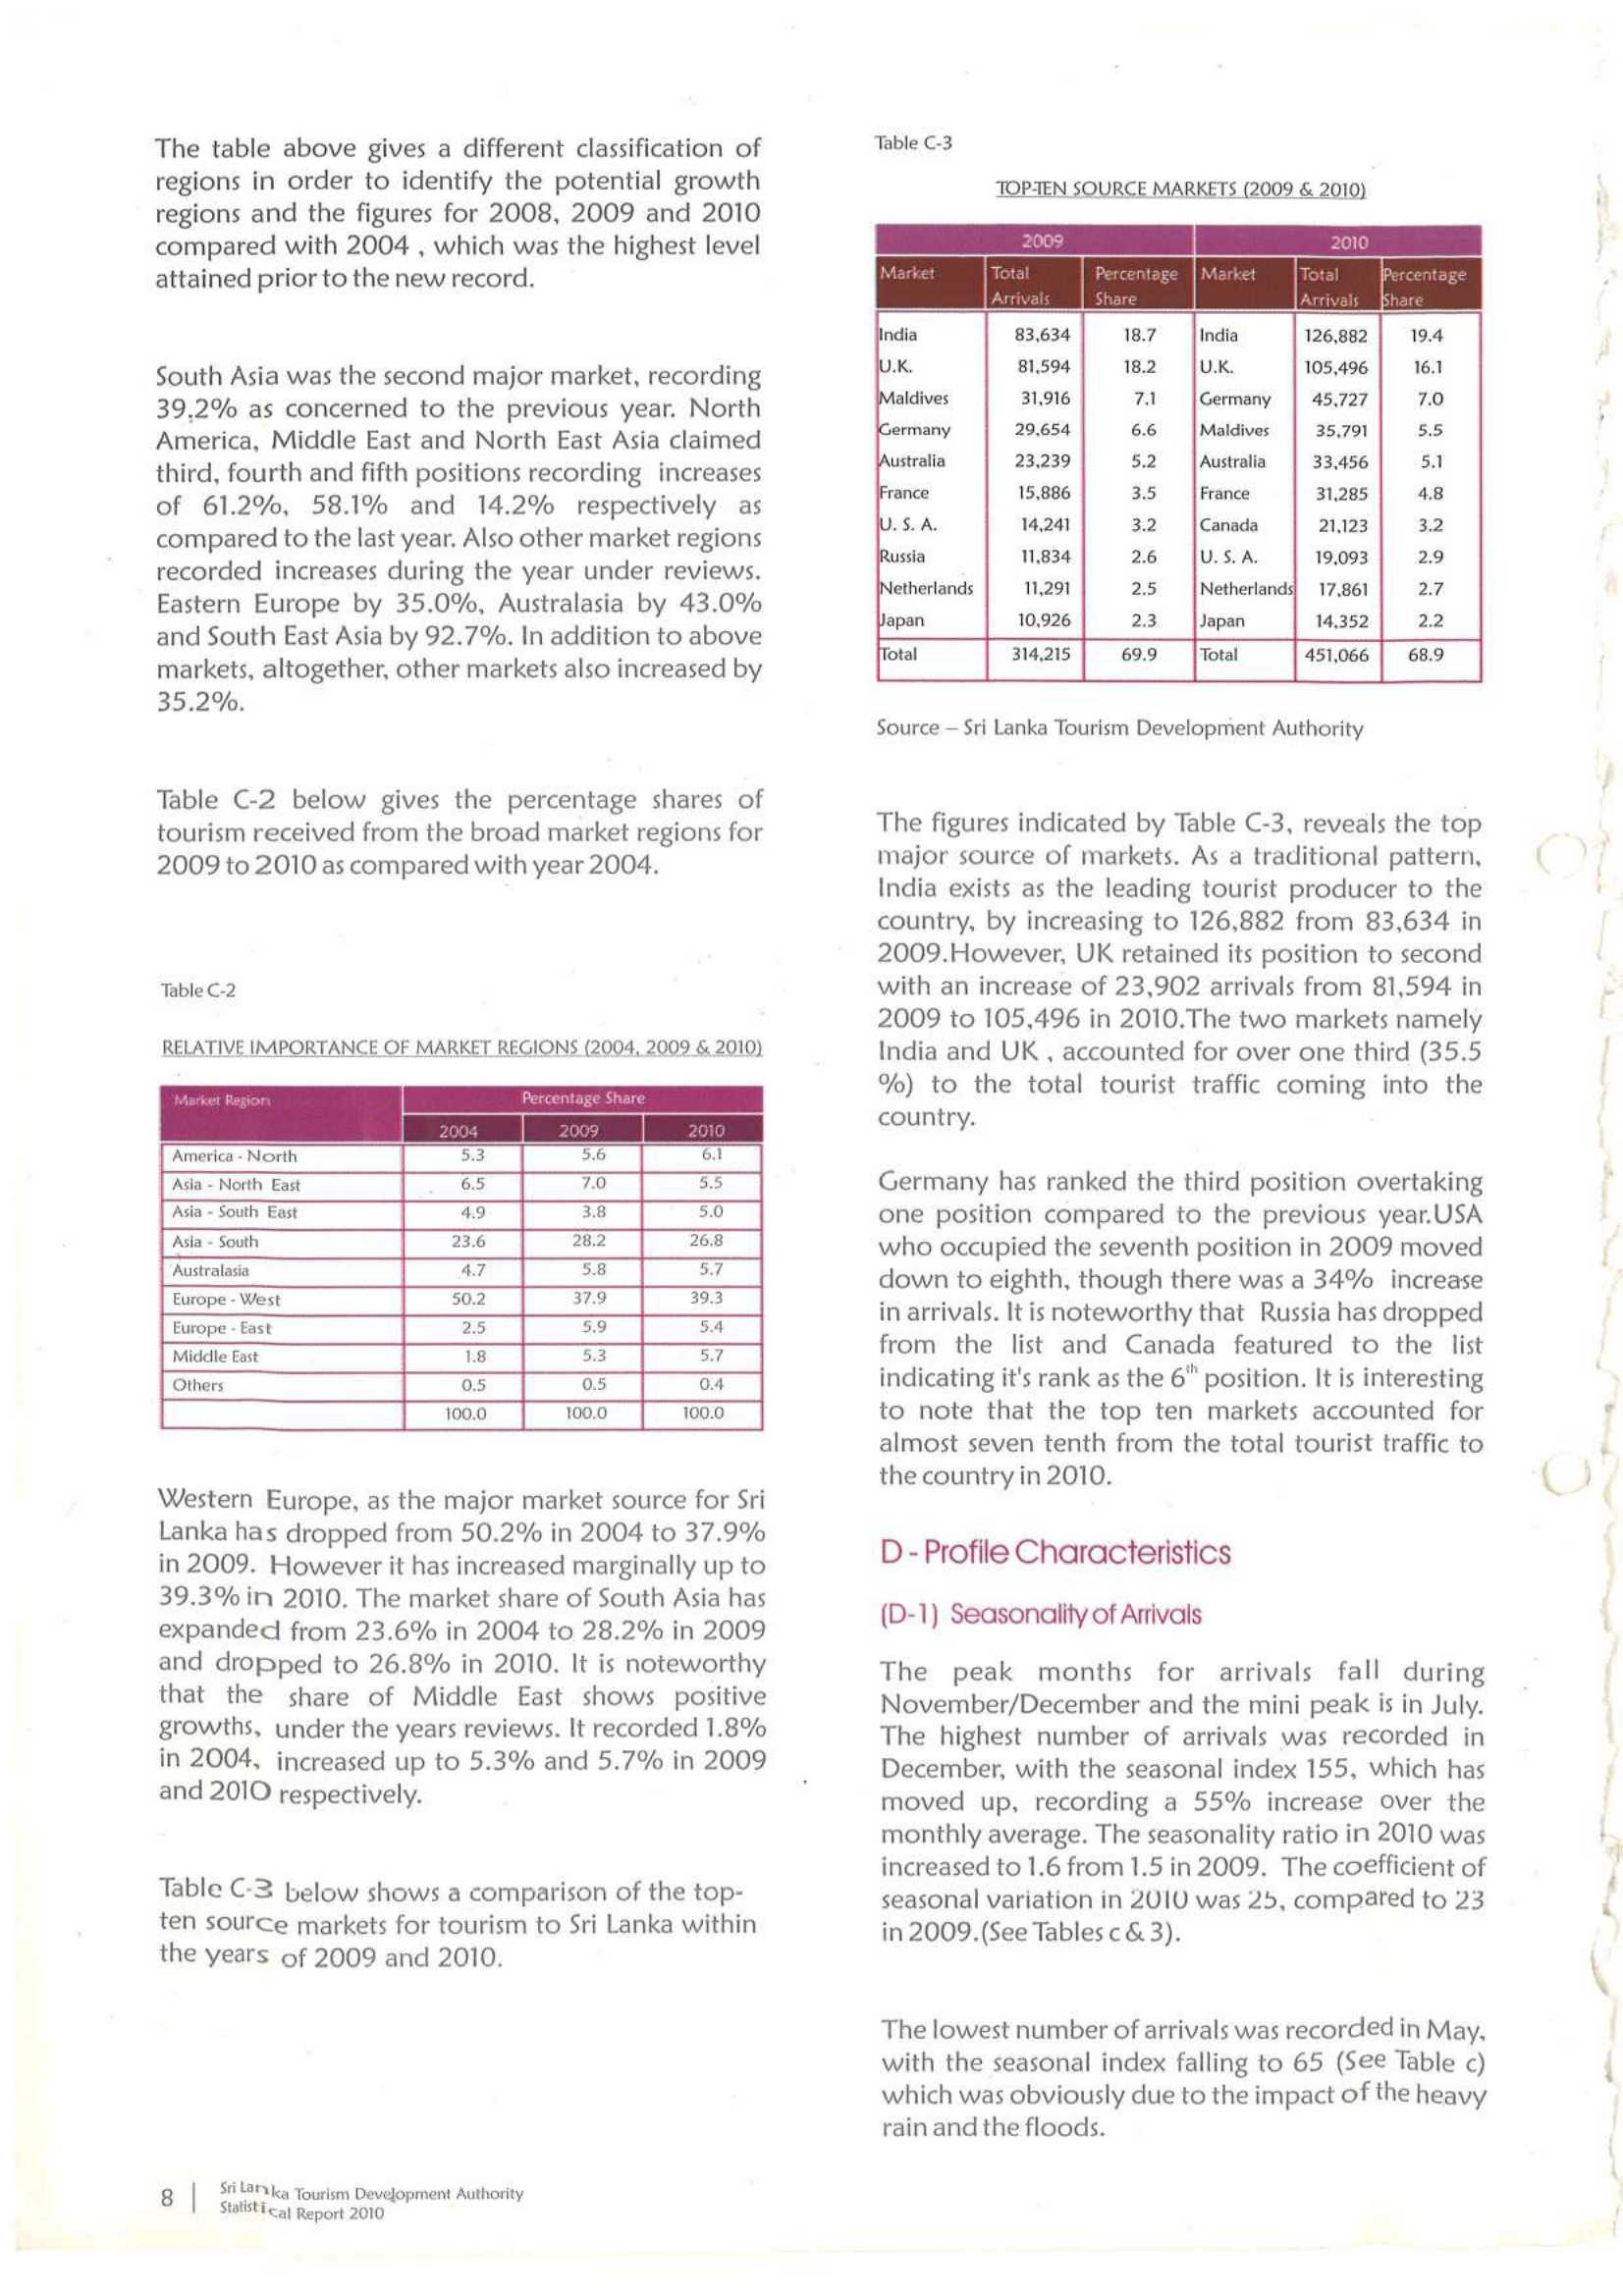 The table above gives a different classification of
regions in order to identify the potential growth
regions and the figures for 2008, 2009 and 2010
compared with 2004 , which was the highest level
attained prior to the new record.
South Asia was the second major market, recording
39.2% as concerned to the previous year. North
America, Middle East and North East Asia claimed
third, fourth and fifth positions recording increases
of 61.2%, 58.1% and 14.2% respectively as
compared to the last year. Also other market regions
recorded increases during the year under reviews.
Eastern Europe by 35.0%, Australasia by 43.0%
and South East Asia by 92.7%. In addition to above
markets, altogether, other markets also increased by
35.2%.
Table C-2 below gives the percentage shares of
tourism received from the broad market regions for
2009 to 2010 as compared with year 2004.
Table C-2
RELATIVE IMPORTANCE OF MARKET REGIONS (2004, 2009 & 2010)
Market Region Percentage Share
2004 2009 2010
America - North 5.3 5.6 6.1
Asia - North East 6.5 7.0 5.5
Asia - South East 4.9 3.8 5.0
Asia - South 23.6 28.2 26.8
Australasia 4.7 5.8 5.7
Europe - West 50.2 37.9 39.3
Europe - East 2.5 5.9 5.4
Middle East 1.8 5.3 5.7
Others 0.5 0.5 0.4
100.0 100.0 100.0
Western Europe, as the major market source for Sri
Lanka has dropped from 50.2% in 2004 to 37.9%
in 2009. However it has increased marginally up to
39.3% in 2010. The market share of South Asia has
expanded from 23.6% in 2004 to 28.2% in 2009
and dropped to 26.8% in 2010. It is noteworthy
that the share of Middle East shows positive
growths, under the years reviews. It recorded 1.8%
in 2004, increased up to 5.3% and 5.7% in 2009
and 2010 respectively.
Table C-3 below shows a comparison of the top-
ten source markets for tourism to Sri Lanka within
the years of 2009 and 2010.
Table C-3
TOP-TEN SOURCE MARKETS (2009 & 2010)
2009 2010
Market Total Percentage Market Total Percentage
Arrivals Share Arrivals Share
India 83,634 18.7 India 126,882 19.4
U.K. 81,594 18.2 U.K. 105,496 16.1
Maldives 31,916 7.1 Germany 45,727 7.0
Germany 29,654 6.6 Maldives 35,791 5.5
Australia 23,239 5.2 Australia 33,456 5.1
France 15,886 3.5 France 31,285 4.8
U. S. A. 14,241 3.2 Canada 21,123 3.2
Russia 11,834 2.6 U. S. A. 19,093 2.9
Netherlands 11,291 2.5 Netherlands 17,861 2.7
Japan 10,926 2.3 Japan 14,352 2.2
Total 314,215 69.9 Total 451,066 68.9
Source – Sri Lanka Tourism Development Authority
The figures indicated by Table C-3, reveals the top
major source of markets. As a traditional pattern,
India exists as the leading tourist producer to the
country, by increasing to 126,882 from 83,634 in
2009.However, UK retained its position to second
with an increase of 23,902 arrivals from 81,594 in
2009 to 105,496 in 2010.The two markets namely
India and UK , accounted for over one third (35.5
%) to the total tourist traffic coming into the
country.
Germany has ranked the third position overtaking
one position compared to the previous year.USA
who occupied the seventh position in 2009 moved
down to eighth, though there was a 34% increase
in arrivals. It is noteworthy that Russia has dropped
from the list and Canada featured to the list
indicating it's rank as the 6th position. It is interesting
to note that the top ten markets accounted for
almost seven tenth from the total tourist traffic to
the country in 2010.
D - Profile Characteristics
(D-1) Seasonality of Arrivals
The peak months for arrivals fall during
November/December and the mini peak is in July.
The highest number of arrivals was recorded in
December, with the seasonal index 155, which has
moved up, recording a 55% increase over the
monthly average. The seasonality ratio in 2010 was
increased to 1.6 from 1.5 in 2009. The coefficient of
seasonal variation in 2010 was 25, compared to 23
in 2009.(See Tables c & 3).
The lowest number of arrivals was recorded in May,
with the seasonal index falling to 65 (See Table c)
which was obviously due to the impact of the heavy
rain and the floods.
8 | Sri Lanka Tourism Development Authority
Statistical Report 2010